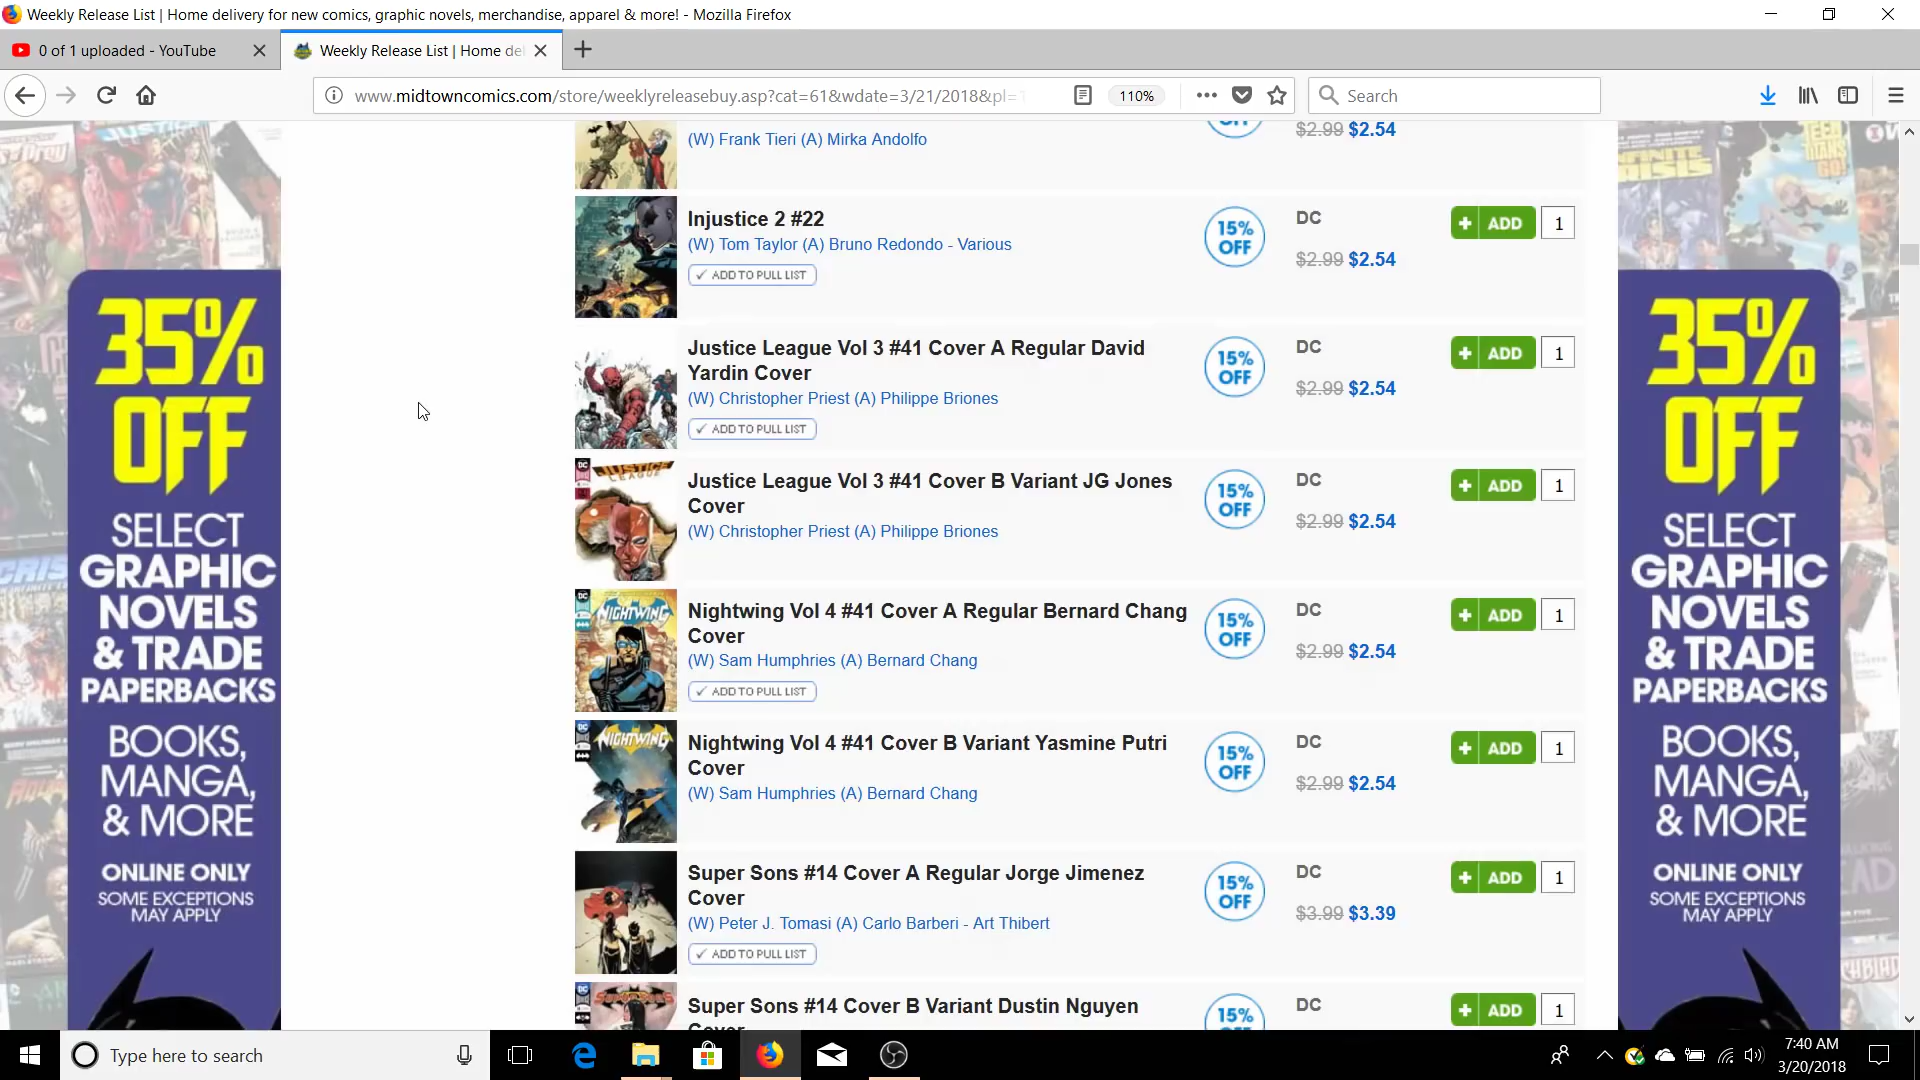 Weekly Release List | Home delivery for new comics, graphic novels, merchandise, apparel & more! - Mozilla Firefox
0 of 1 uploaded - YouTube
Weekly Release List | Home de
www.midtowncomics.com/store/weeklyreleasebuy.asp?cat=61&wdate=3/21/2018&pl=1
110%
Search
(W) Frank Tieri (A) Mirka Andolfo
OFF
$2.99 $2.54
Injustice 2 #22
(W) Tom Taylor (A) Bruno Redondo - Various
ADD TO PULL LIST
15%
OFF
DC
$2.99 $2.54
ADD
1
Justice League Vol 3 #41 Cover A Regular David
Yardin Cover
(W) Christopher Priest (A) Philippe Briones
ADD TO PULL LIST
15%
OFF
DC
$2.99 $2.54
ADD
1
Justice League Vol 3 #41 Cover B Variant JG Jones
Cover
(W) Christopher Priest (A) Philippe Briones
15%
OFF
DC
$2.99 $2.54
ADD
1
Nightwing Vol 4 #41 Cover A Regular Bernard Chang
Cover
(W) Sam Humphries (A) Bernard Chang
ADD TO PULL LIST
NIGHTWING
15%
OFF
DC
$2.99 $2.54
ADD
1
Nightwing Vol 4 #41 Cover B Variant Yasmine Putri
Cover
(W) Sam Humphries (A) Bernard Chang
NIGHTWING
15%
OFF
DC
$2.99 $2.54
ADD
1
Super Sons #14 Cover A Regular Jorge Jimenez
Cover
(W) Peter J. Tomasi (A) Carlo Barberi - Art Thibert
ADD TO PULL LIST
15%
OFF
DC
$3.99 $3.39
ADD
1
Super Sons #14 Cover B Variant Dustin Nguyen
Cover
15%
DC
ADD
1
35%
OFF
SELECT
GRAPHIC
NOVELS
& TRADE
PAPERBACKS
BOOKS,
MANGA,
& MORE
ONLINE ONLY
SOME EXCEPTIONS
MAY APPLY
35%
OFF
SELECT
GRAPHIC
NOVELS
& TRADE
PAPERBACKS
BOOKS,
MANGA,
& MORE
ONLINE ONLY
SOME EXCEPTIONS
MAY APPLY
Type here to search
7:40 AM
3/20/2018